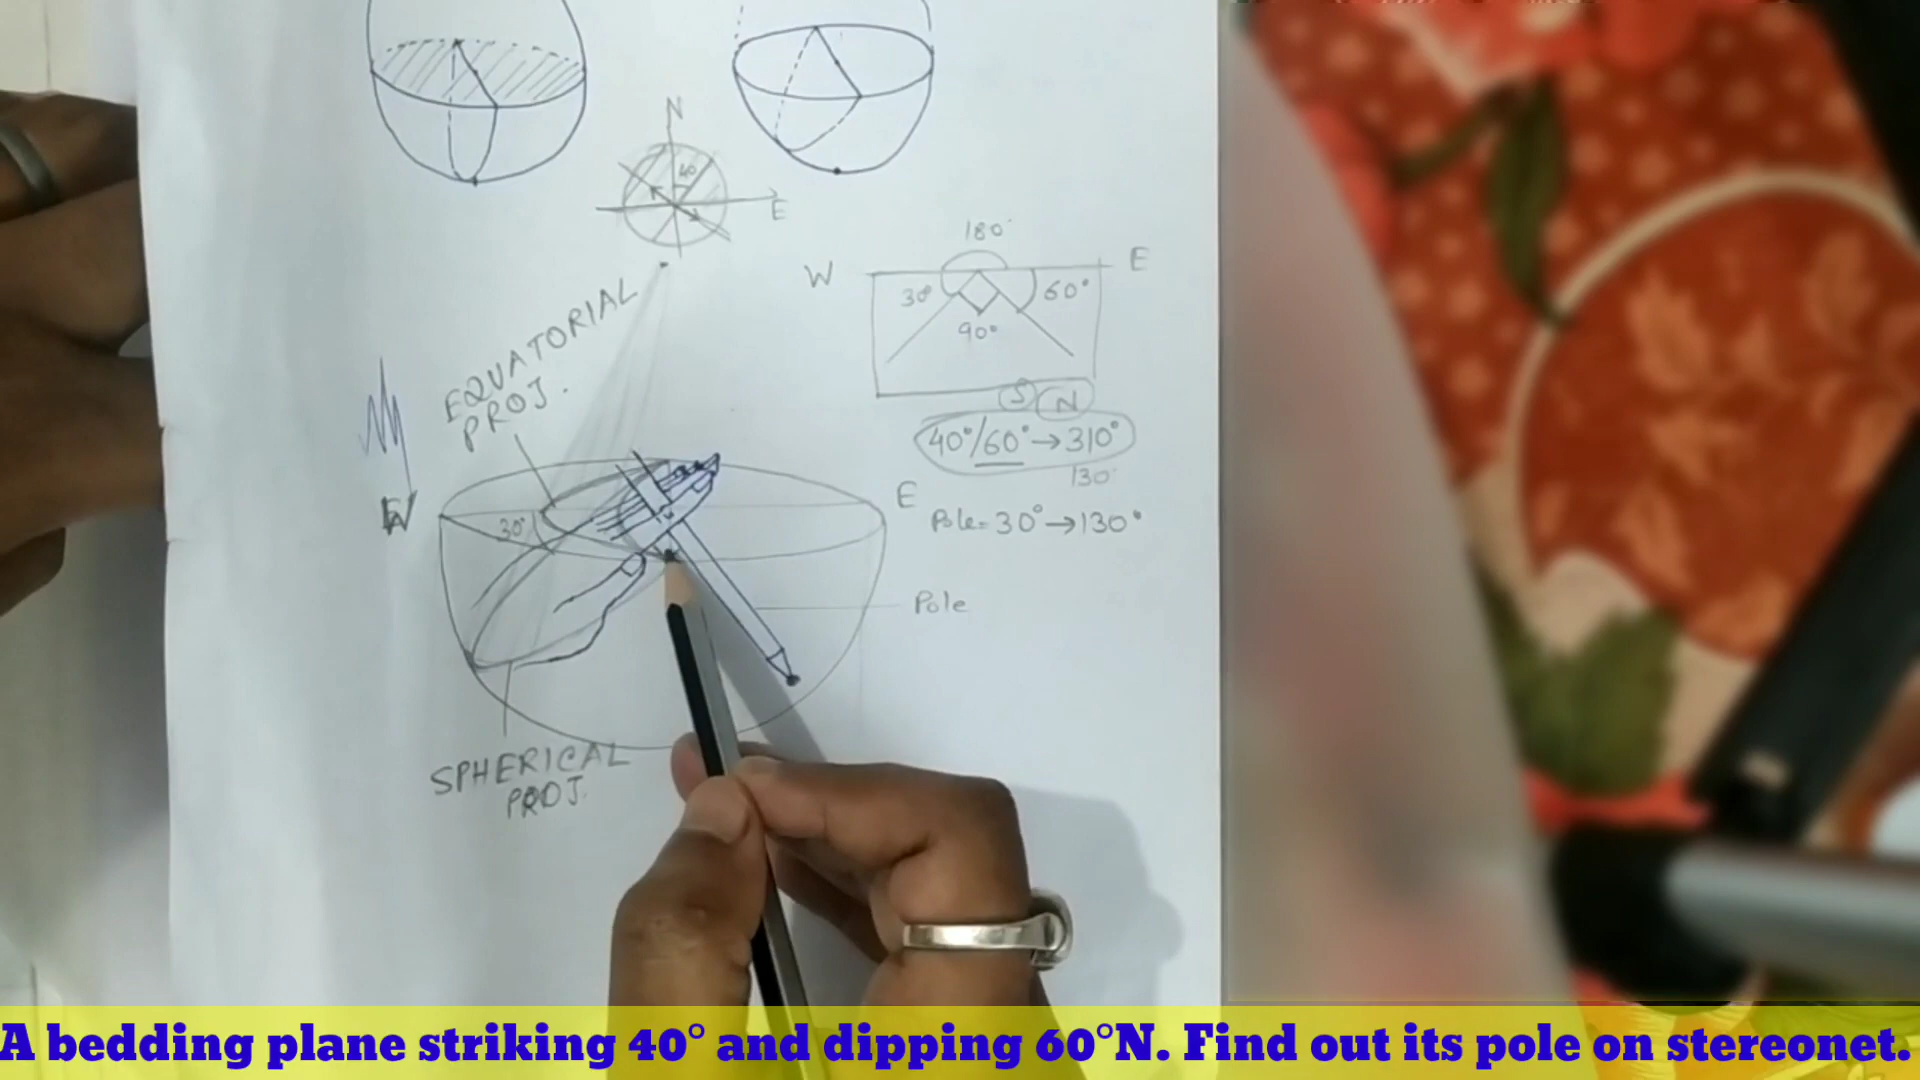 N
40
E
180°
W
E
30°
60°
90°
EQUATORIAL
PROJ.
S N
40°/60°→310°
130°
E
30°
Pole=30°→130°
Pole
SPHERICAL
PROJ.
A bedding plane striking 40° and dipping 60°N. Find out its pole on stereonet.